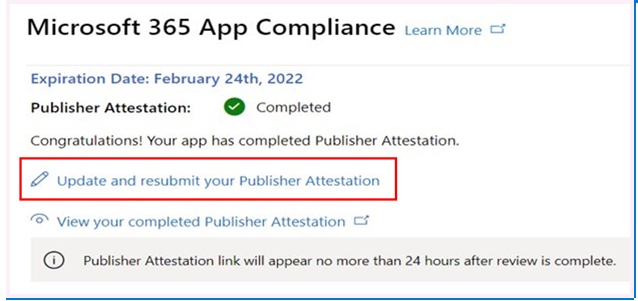 Microsoft 365 App Compliance Learn More
Expiration Date: February 24th, 2022
Publisher Attestation: Completed
Congratulations! Your app has completed Publisher Attestation.
Update and resubmit your Publisher Attestation
View your completed Publisher Attestation
Publisher Attestation link will appear no more than 24 hours after review is complete.